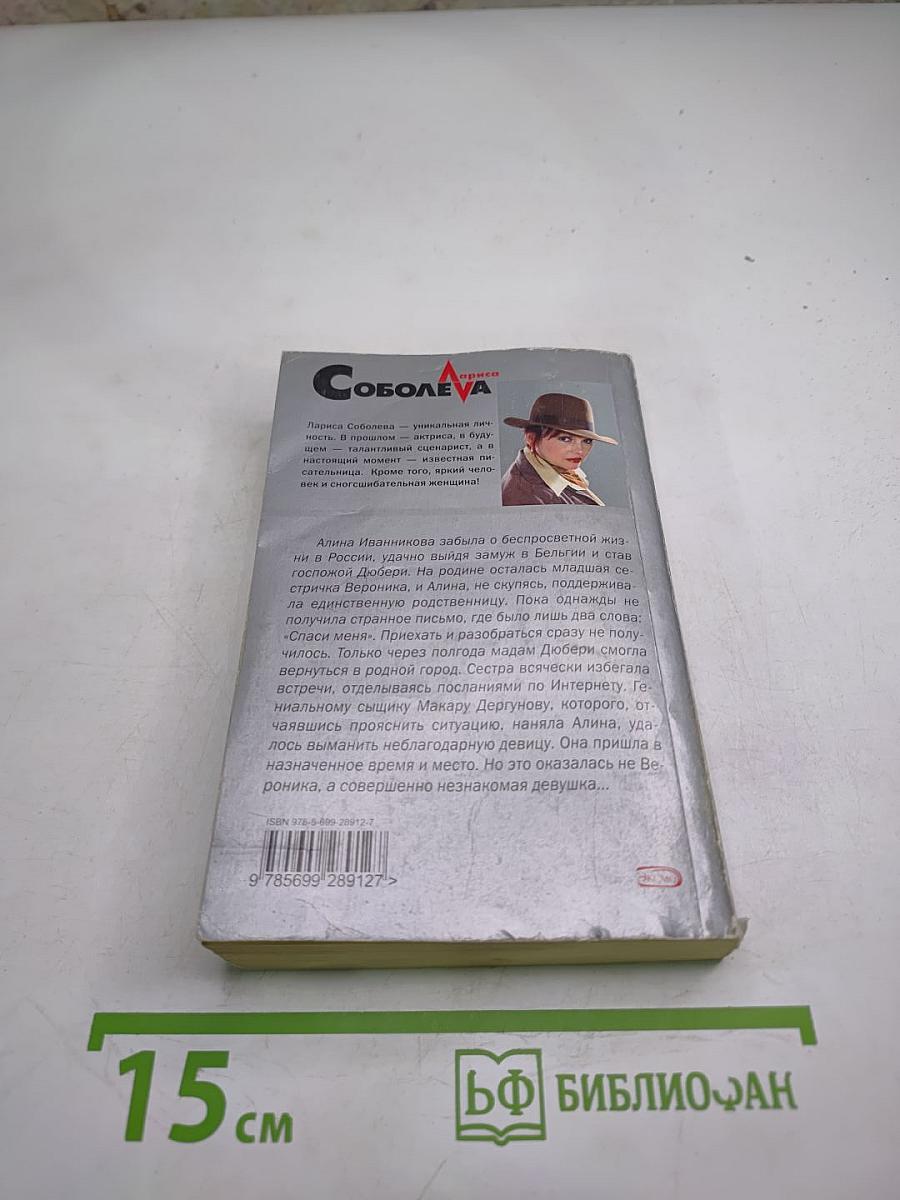 Лариса
СОБОЛЕVА
Лариса Соболева — уникальная лич-
ность. В прошлом — актриса, в буду-
щем — талантливый сценарист, а в
настоящий момент — известная пи-
сательница. Кроме того, яркий чело-
век и сногсшибательная женщина!
Алина Иванникова забыла о беспросветной жиз-
ни в России, удачно выйдя замуж в Бельгии и став
госпожой Дюбери. На родине осталась младшая се-
стричка Вероника, и Алина, не скупясь, поддержива-
ла единственную родственницу. Пока однажды не
получила странное письмо, где было лишь два слова:
«Спаси меня». Приехать и разобраться сразу не полу-
чилось. Только через полгода мадам Дюбери смогла
вернуться в родной город. Сестра всячески избегала
встречи, отделываясь посланиями по Интернету. Ге-
ниальному сыщику Макару Дергунову, которого, от-
чаявшись прояснить ситуацию, наняла Алина, уда-
лось выманить неблагодарную девицу. Она пришла в
назначенное время и место. Но это оказалась не Ве-
роника, а совершенно незнакомая девушка...
ISBN 978-5-699-28912-7
9 785699 289127 >
15 см
БФ БИБЛИОФАН